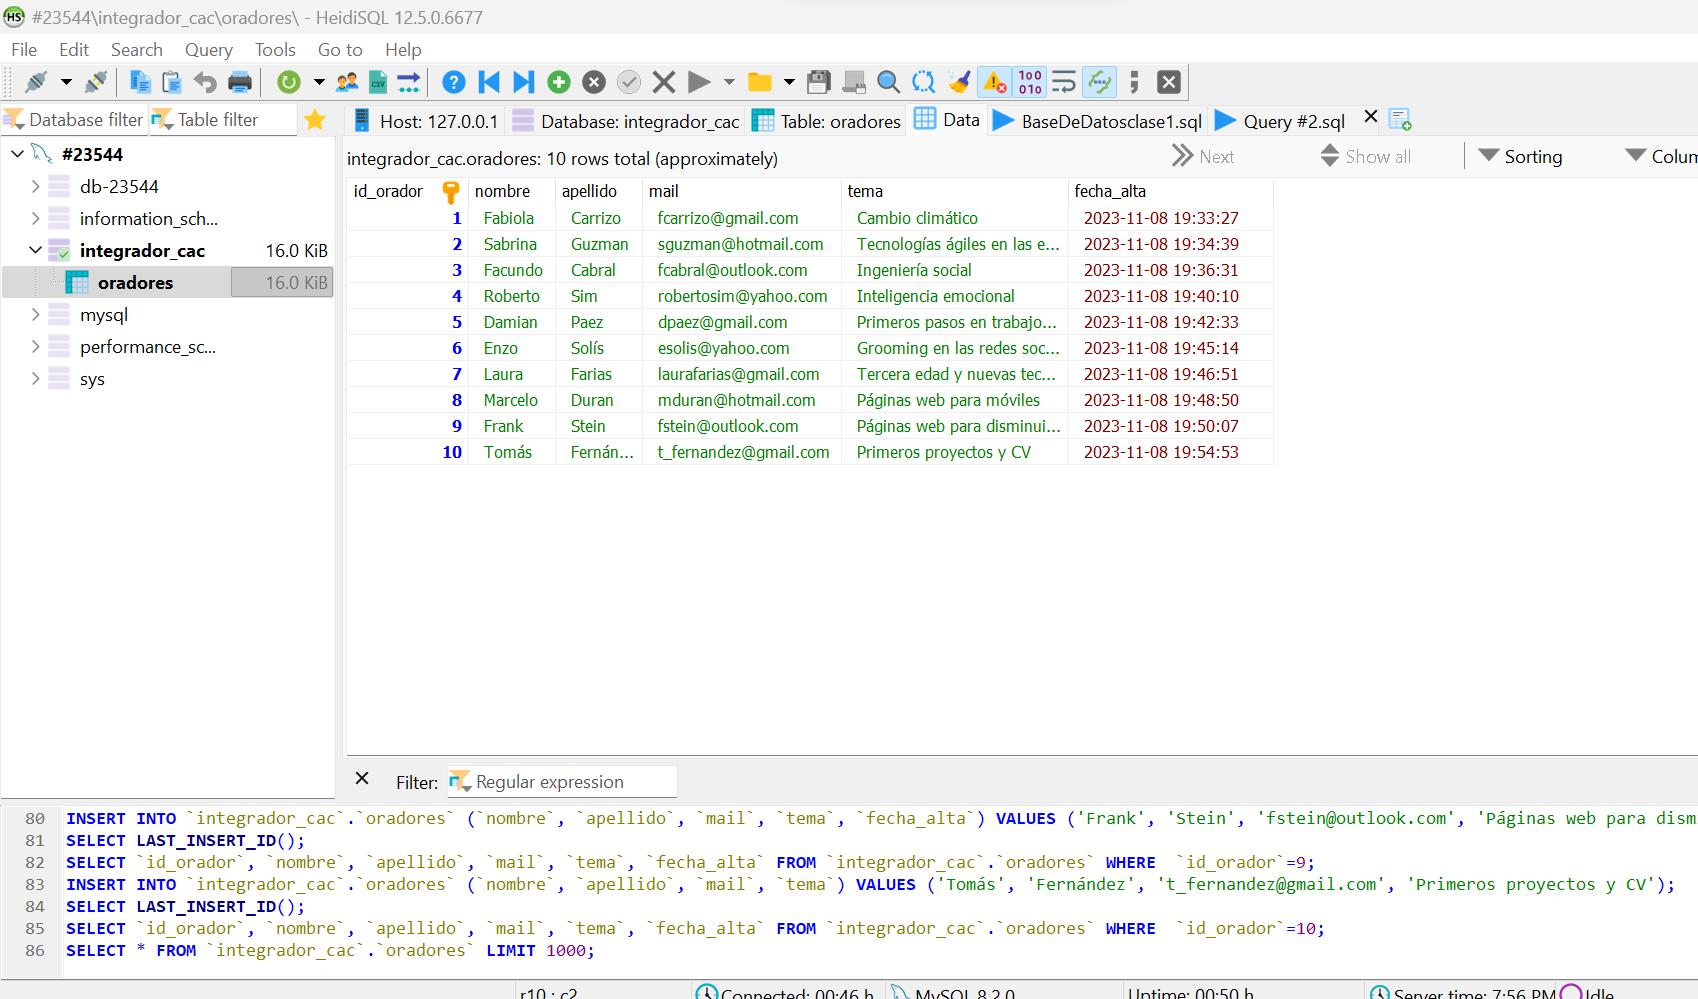 #23544\integrador_cac\oradores\ - HeidiSQL 12.5.0.6677
File Edit Search Query Tools Go to Help
Database filter Table filter Host: 127.0.0.1 Database: integrador_cac Table: oradores Data BaseDeDatosclase1.sql Query #2.sql
#23544
db-23544
information_sch...
integrador_cac 16.0 KiB
oradores 16.0 KiB
mysql
performance_sc...
sys
integrador_cac.oradores: 10 rows total (approximately) Next Show all Sorting Colum
id_orador nombre apellido mail tema fecha_alta
1 Fabiola Carrizo fcarrizo@gmail.com Cambio climático 2023-11-08 19:33:27
2 Sabrina Guzman sguzman@hotmail.com Tecnologías ágiles en las e... 2023-11-08 19:34:39
3 Facundo Cabral fcabral@outlook.com Ingeniería social 2023-11-08 19:36:31
4 Roberto Sim robertosim@yahoo.com Inteligencia emocional 2023-11-08 19:40:10
5 Damian Paez dpaez@gmail.com Primeros pasos en trabajo... 2023-11-08 19:42:33
6 Enzo Solís esolis@yahoo.com Grooming en las redes soc... 2023-11-08 19:45:14
7 Laura Farias laurafarias@gmail.com Tercera edad y nuevas tec... 2023-11-08 19:46:51
8 Marcelo Duran mduran@hotmail.com Páginas web para móviles 2023-11-08 19:48:50
9 Frank Stein fstein@outlook.com Páginas web para disminui... 2023-11-08 19:50:07
10 Tomás Fernán... t_fernandez@gmail.com Primeros proyectos y CV 2023-11-08 19:54:53
Filter: Regular expression
80 INSERT INTO `integrador_cac`.`oradores` (`nombre`, `apellido`, `mail`, `tema`, `fecha_alta`) VALUES ('Frank', 'Stein', 'fstein@outlook.com', 'Páginas web para dism
81 SELECT LAST_INSERT_ID();
82 SELECT `id_orador`, `nombre`, `apellido`, `mail`, `tema`, `fecha_alta` FROM `integrador_cac`.`oradores` WHERE  `id_orador`=9;
83 INSERT INTO `integrador_cac`.`oradores` (`nombre`, `apellido`, `mail`, `tema`) VALUES ('Tomás', 'Fernández', 't_fernandez@gmail.com', 'Primeros proyectos y CV');
84 SELECT LAST_INSERT_ID();
85 SELECT `id_orador`, `nombre`, `apellido`, `mail`, `tema`, `fecha_alta` FROM `integrador_cac`.`oradores` WHERE  `id_orador`=10;
86 SELECT * FROM `integrador_cac`.`oradores` LIMIT 1000;
r10 : c2 Connected: 00:46 h MySQL 8.2.0 Uptime: 00:50 h Server time: 7:56 PM Idle